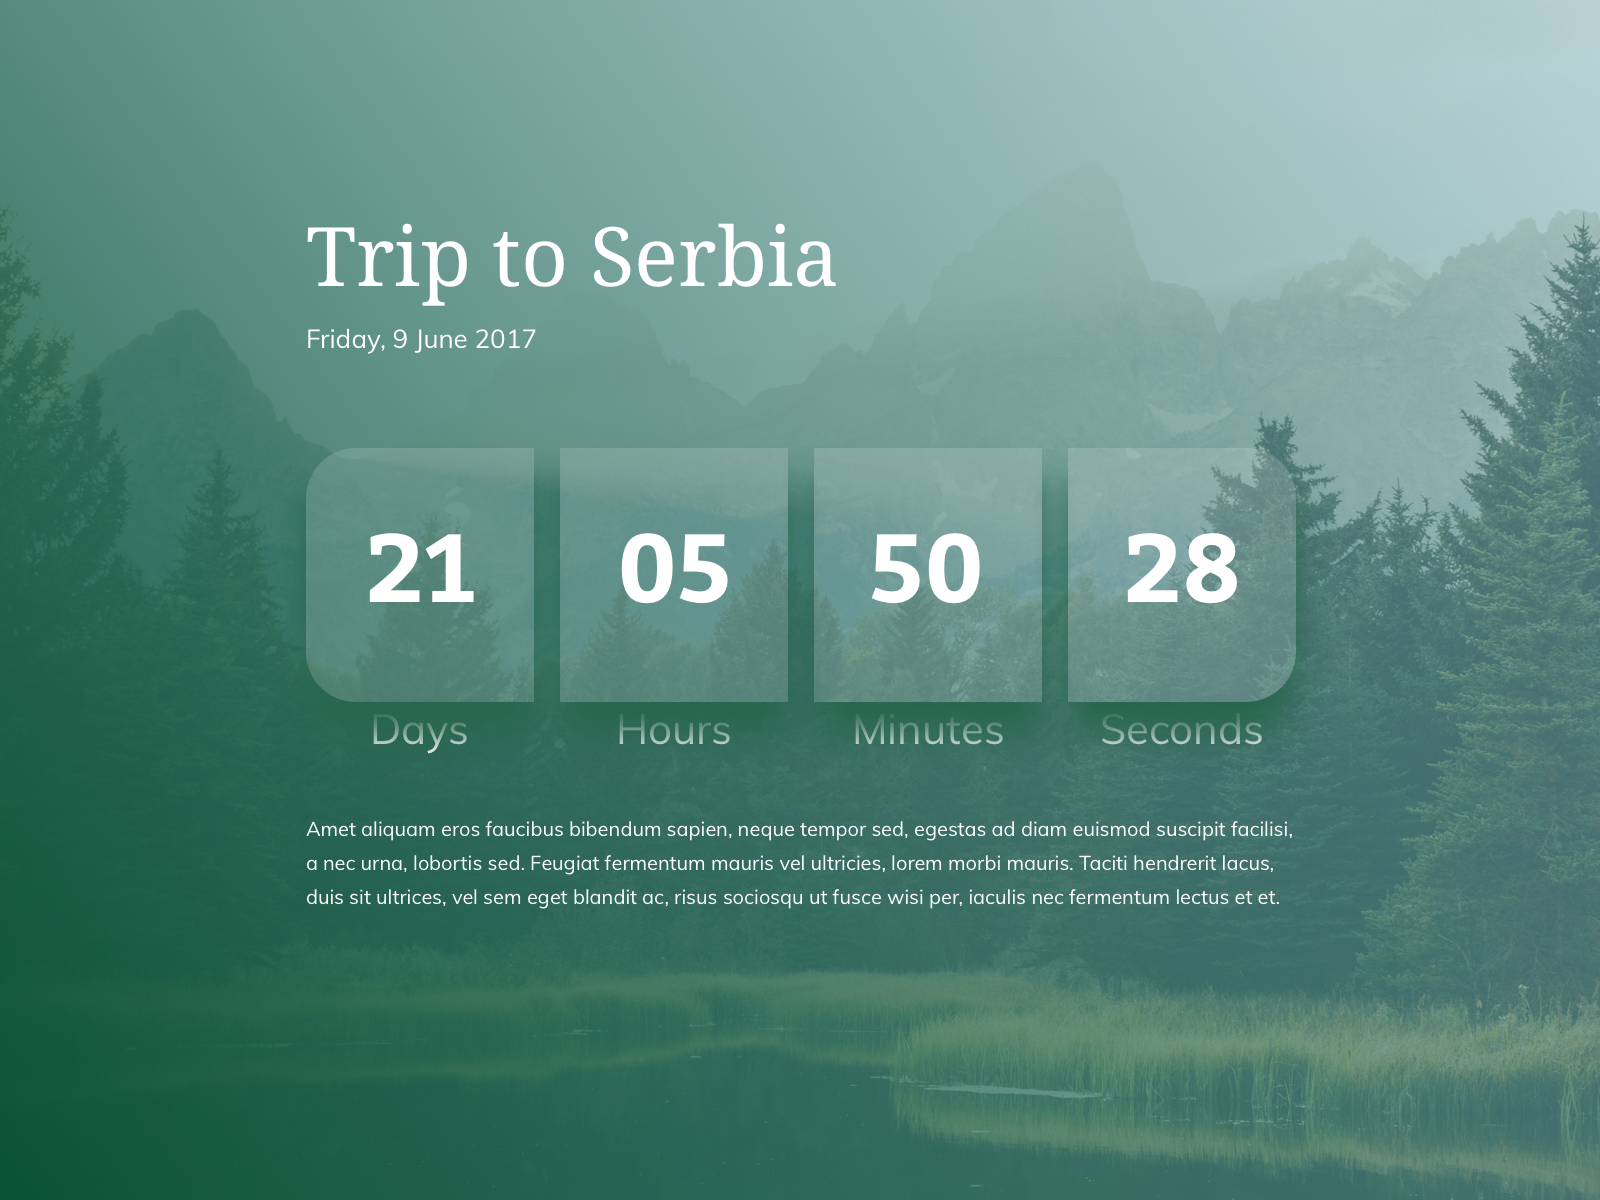 Trip to Serbia
Friday, 9 June 2017
21 05 50 28
Days Hours Minutes Seconds
Amet aliquam eros faucibus bibendum sapien, neque tempor sed, egestas ad diam euismod suscipit facilisi,
a nec urna, lobortis sed. Feugiat fermentum mauris vel ultricies, lorem morbi mauris. Taciti hendrerit lacus,
duis sit ultrices, vel sem eget blandit ac, risus sociosqu ut fusce wisi per, iaculis nec fermentum lectus et et.